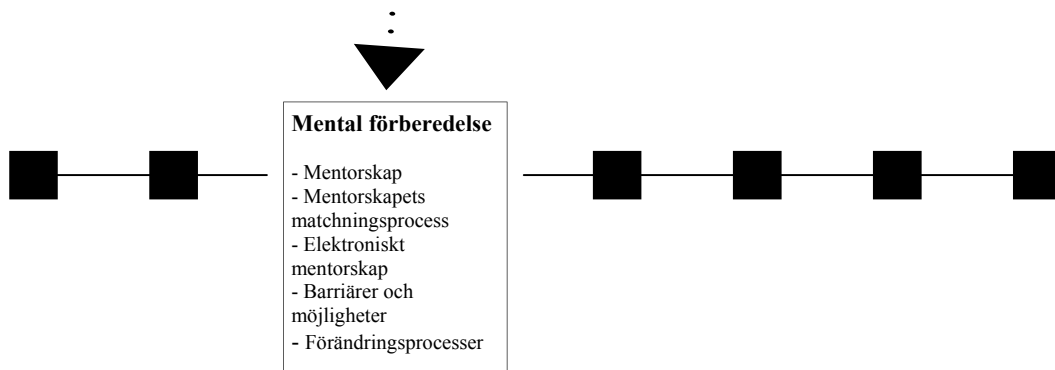 Mental förberedelse
- Mentorskap
- Mentorskapets
matchningsprocess
- Elektroniskt
mentorskap
- Barriärer och
möjligheter
- Förändringsprocesser